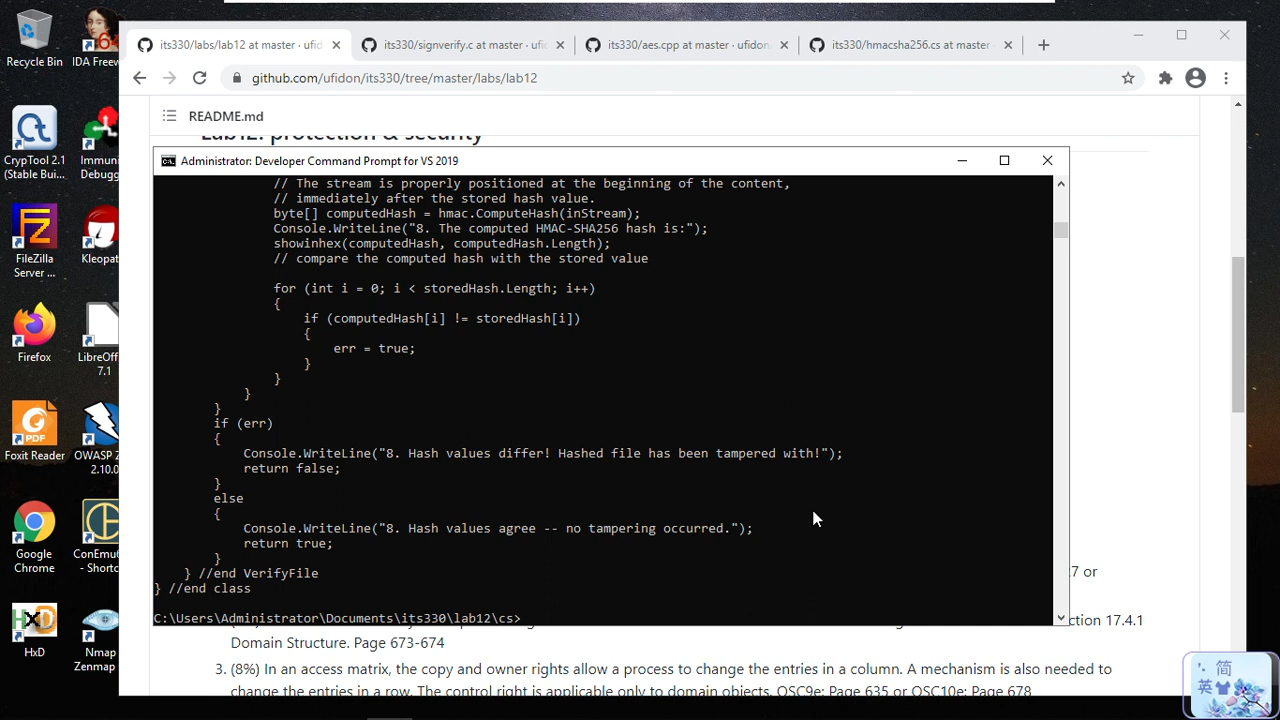 Recycle Bin
IDA Freew
CrypTool 2.1
(Stable Bui...
Immuni
Debugg
FileZilla
Server ...
Kleopat
Firefox
LibreOff
7.1
Foxit Reader
OWASP Z
2.10.0
Google
Chrome
ConEmu6
- Shortc
HxD
Nmap
Zenmap
its330/labs/lab12 at master · ufid
its330/signverify.c at master · ufi
its330/aes.cpp at master · ufidon
its330/hmacsha256.cs at master
github.com/ufidon/its330/tree/master/labs/lab12
README.md
Lab12: protection & security
Administrator: Developer Command Prompt for VS 2019
// The stream is properly positioned at the beginning of the content,
// immediately after the stored hash value.
byte[] computedHash = hmac.ComputeHash(inStream);
Console.WriteLine("8. The computed HMAC-SHA256 hash is:");
showinhex(computedHash, computedHash.Length);
// compare the computed hash with the stored value
for (int i = 0; i < storedHash.Length; i++)
{
if (computedHash[i] != storedHash[i])
{
err = true;
}
}
}
}
if (err)
{
Console.WriteLine("8. Hash values differ! Hashed file has been tampered with!");
return false;
}
else
{
Console.WriteLine("8. Hash values agree -- no tampering occurred.");
return true;
}
} //end VerifyFile
} //end class
C:\Users\Administrator\Documents\its330\lab12\cs>
7 or
ction 17.4.1
Domain Structure. Page 673-674
3. (8%) In an access matrix, the copy and owner rights allow a process to change the entries in a column. A mechanism is also needed to
change the entries in a row. The control right is applicable only to domain objects. OSC9e: Page 635 or OSC10e: Page 678
简
英